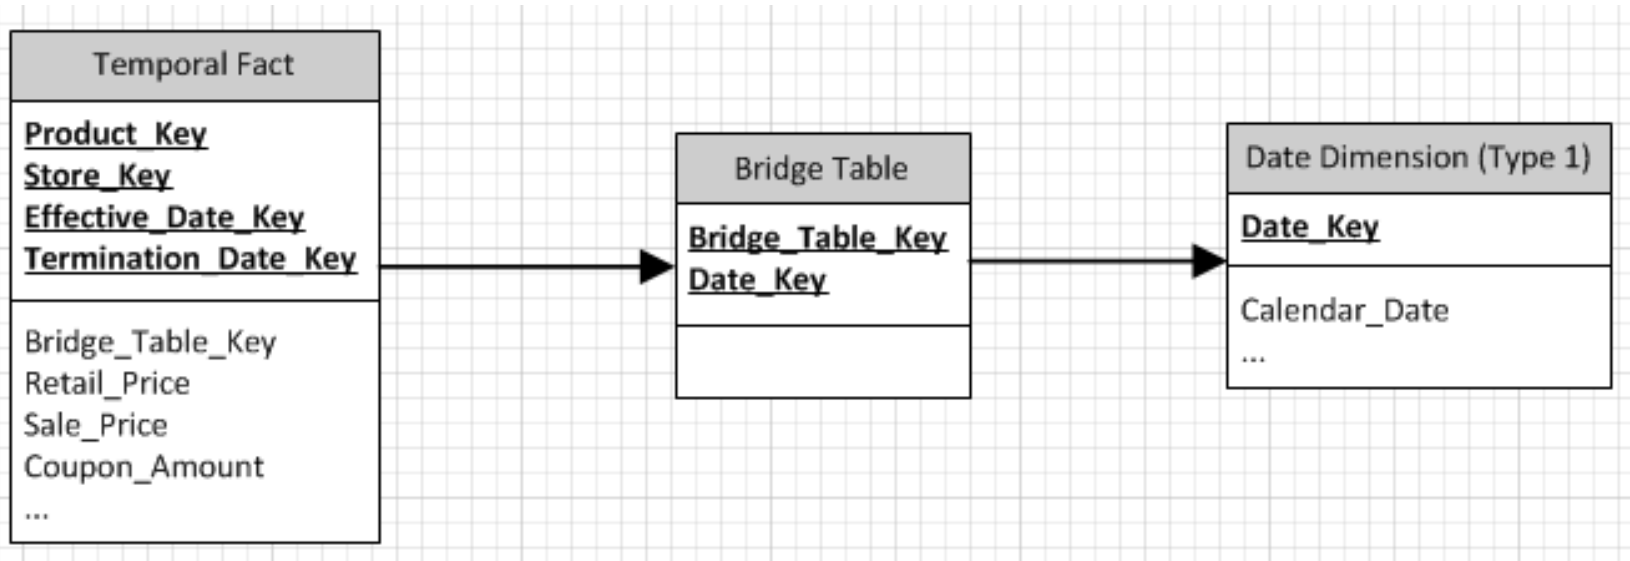 Temporal Fact
Product_Key
Store_Key
Effective_Date_Key
Termination_Date_Key
Bridge_Table_Key
Retail_Price
Sale_Price
Coupon_Amount
...
Bridge Table
Bridge_Table_Key
Date_Key
Date Dimension (Type 1)
Date_Key
Calendar_Date
...